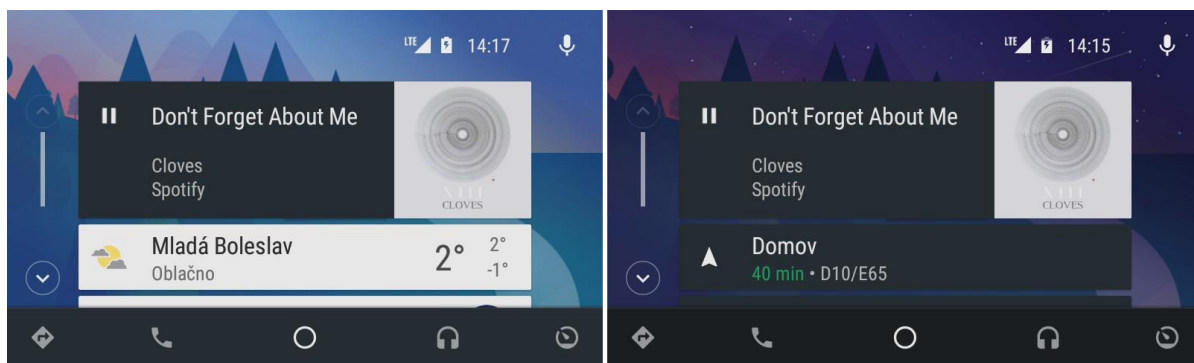 LTE 14:17
Don't Forget About Me
Cloves
Spotify
XIII
CLOVES
Mladá Boleslav
Oblačno
2°
2°
-1°
LTE 14:15
Don't Forget About Me
Cloves
Spotify
XIII
CLOVES
Domov
40 min • D10/E65